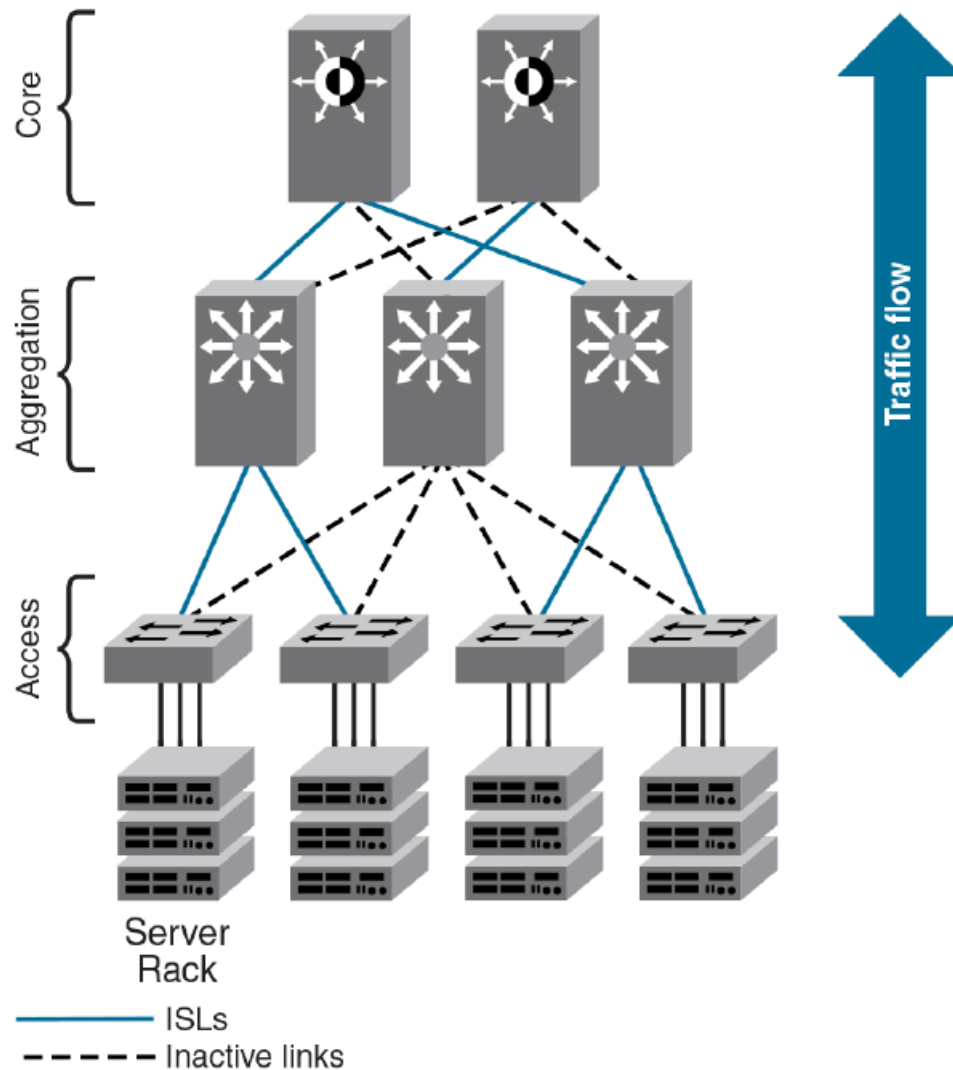 Core
Aggregation
Access
Traffic flow
Server
Rack
ISLs
Inactive links